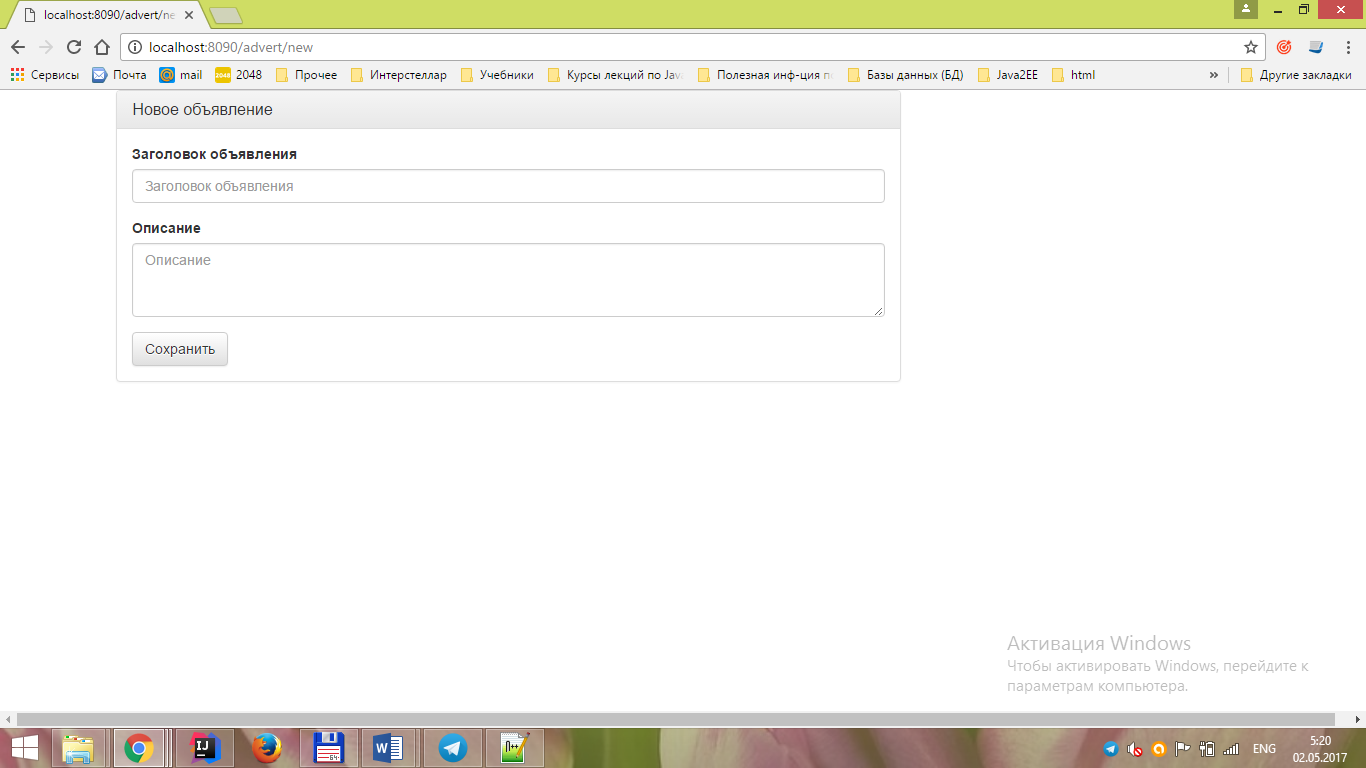 localhost:8090/advert/ne
localhost:8090/advert/new
Сервисы Почта mail 2048 Прочее Интерстеллар Учебники Курсы лекций по Java Полезная инф-ция по Базы данных (БД) Java2EE html » Другие закладки
Новое объявление
Заголовок объявления
Заголовок объявления
Описание
Описание
Сохранить
Активация Windows
Чтобы активировать Windows, перейдите к
параметрам компьютера.
ENG
5:20
02.05.2017